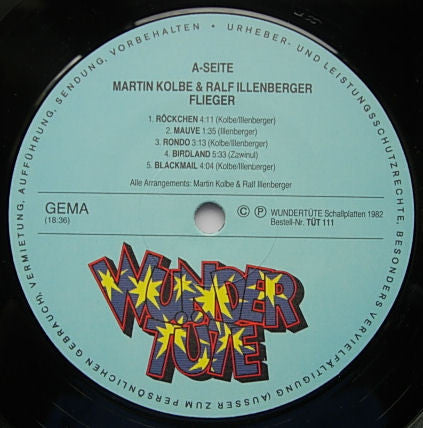 URHEBER- UND LEISTUNGSSCHUTZRECHTE, BESONDERS VERVIELFÄLTIGUNG (AUSSER ZUM PERSÖNLICHEN GEBRAUCH), VERMIETUNG, AUFFÜHRUNG, SENDUNG, VORBEHALTEN •
A-SEITE
MARTIN KOLBE & RALF ILLENBERGER
FLIEGER
1. RÖCKCHEN 4:11 (Kolbe/Illenberger)
2. MAUVE 1:35 (Illenberger)
3. RONDO 3:13 (Kolbe/Illenberger)
4. BIRDLAND 5:33 (Zawinul)
5. BLACKMAIL 4:04 (Kolbe/Illenberger)
Alle Arrangements: Martin Kolbe & Ralf Illenberger
GEMA
(18:36)
© Ⓟ WUNDERTÜTE Schallplatten 1982
Bestell-Nr. TÜT 111
WUNDER
TÜTE